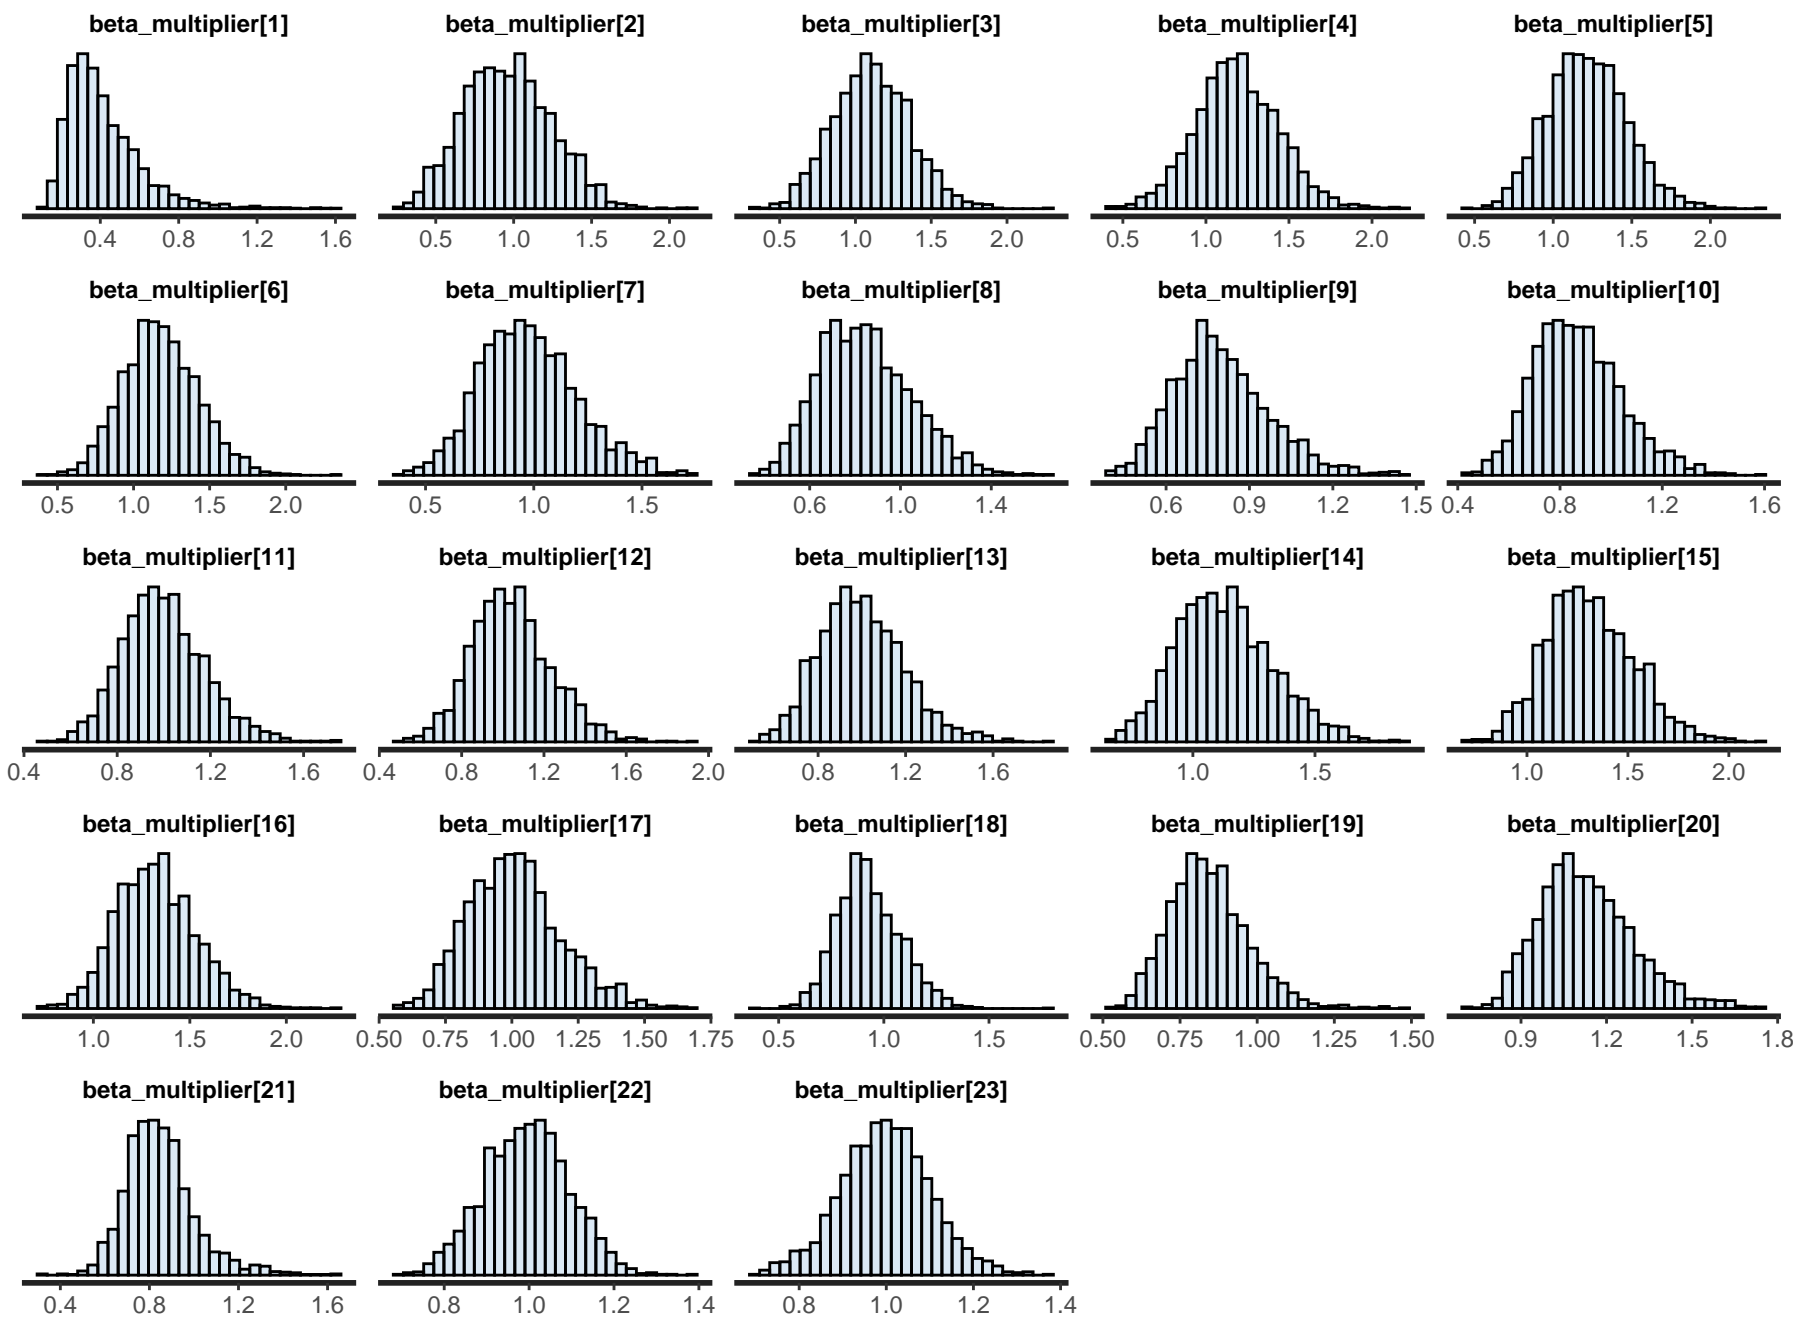 beta_multiplier[1] beta_multiplier[2] beta_multiplier[3] beta_multiplier[4] beta_multiplier[5]
0.4 0.8 1.2 1.6 0.5 1.0 1.5 2.0 0.5 1.0 1.5 2.0 0.5 1.0 1.5 2.0 0.5 1.0 1.5 2.0
beta_multiplier[6] beta_multiplier[7] beta_multiplier[8] beta_multiplier[9] beta_multiplier[10]
0.5 1.0 1.5 2.0 0.5 1.0 1.5 0.6 1.0 1.4 0.6 0.9 1.2 1.5 0.4 0.8 1.2 1.6
beta_multiplier[11] beta_multiplier[12] beta_multiplier[13] beta_multiplier[14] beta_multiplier[15]
0.4 0.8 1.2 1.6 0.4 0.8 1.2 1.6 2.0 0.8 1.2 1.6 1.0 1.5 1.0 1.5 2.0
beta_multiplier[16] beta_multiplier[17] beta_multiplier[18] beta_multiplier[19] beta_multiplier[20]
1.0 1.5 2.0 0.50 0.75 1.00 1.25 1.50 1.75 0.5 1.0 1.5 0.50 0.75 1.00 1.25 1.50 0.9 1.2 1.5 1.8
beta_multiplier[21] beta_multiplier[22] beta_multiplier[23]
0.4 0.8 1.2 1.6 0.8 1.0 1.2 1.4 0.8 1.0 1.2 1.4